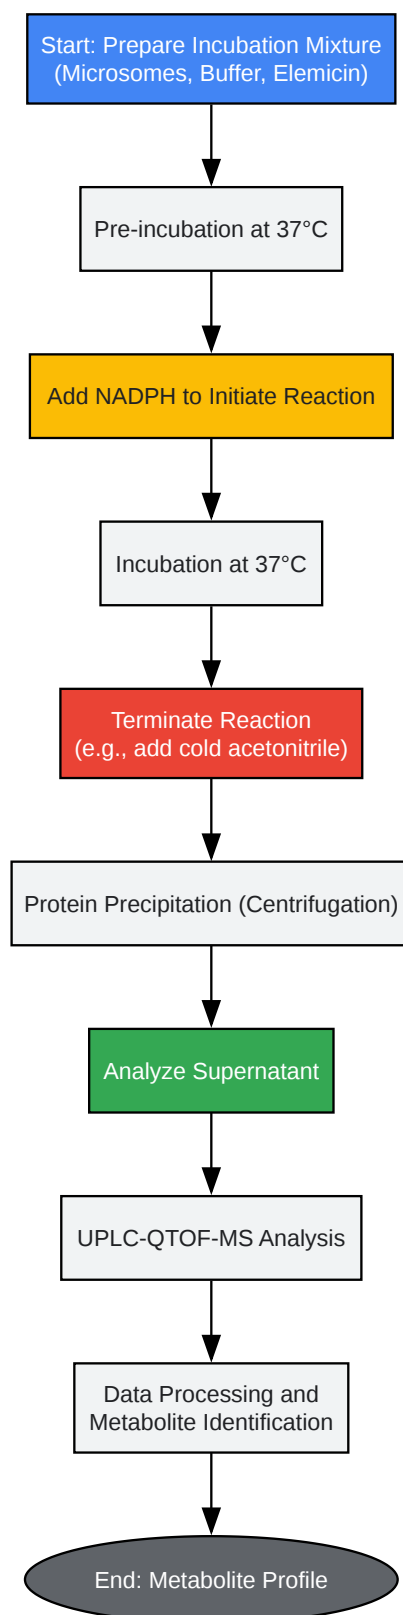 Start: Prepare Incubation Mixture
(Microsomes, Buffer, Elemicin)
Pre-incubation at 37°C
Add NADPH to Initiate Reaction
Incubation at 37°C
Terminate Reaction
(e.g., add cold acetonitrile)
Protein Precipitation (Centrifugation)
Analyze Supernatant
UPLC-QTOF-MS Analysis
Data Processing and
Metabolite Identification
End: Metabolite Profile